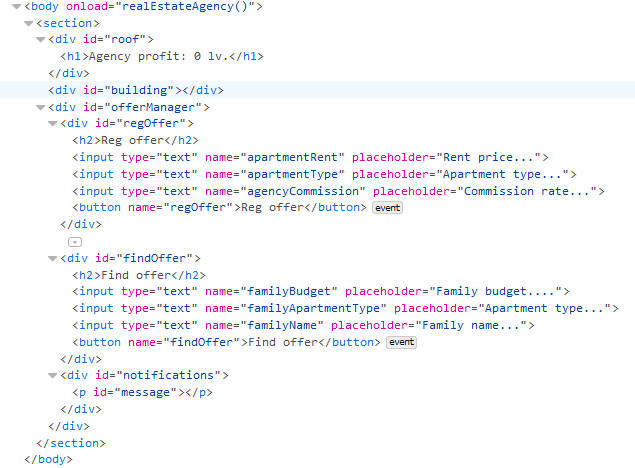 <body onload="realEstateAgency()">
<section>
<div id="roof">
<h1>Agency profit: 0 lv.</h1>
</div>
<div id="building"></div>
<div id="offerManager">
<div id="regOffer">
<h2>Reg offer</h2>
<input type="text" name="apartmentRent" placeholder="Rent price...">
<input type="text" name="apartmentType" placeholder="Apartment type...">
<input type="text" name="agencyCommission" placeholder="Commission rate...">
<button name="regOffer">Reg offer</button> event
</div>
<div id="findOffer">
<h2>Find offer</h2>
<input type="text" name="familyBudget" placeholder="Family budget....">
<input type="text" name="familyApartmentType" placeholder="Apartment type...">
<input type="text" name="familyName" placeholder="Family name...">
<button name="findOffer">Find offer</button> event
</div>
<div id="notifications">
<p id="message"></p>
</div>
</div>
</section>
</body>